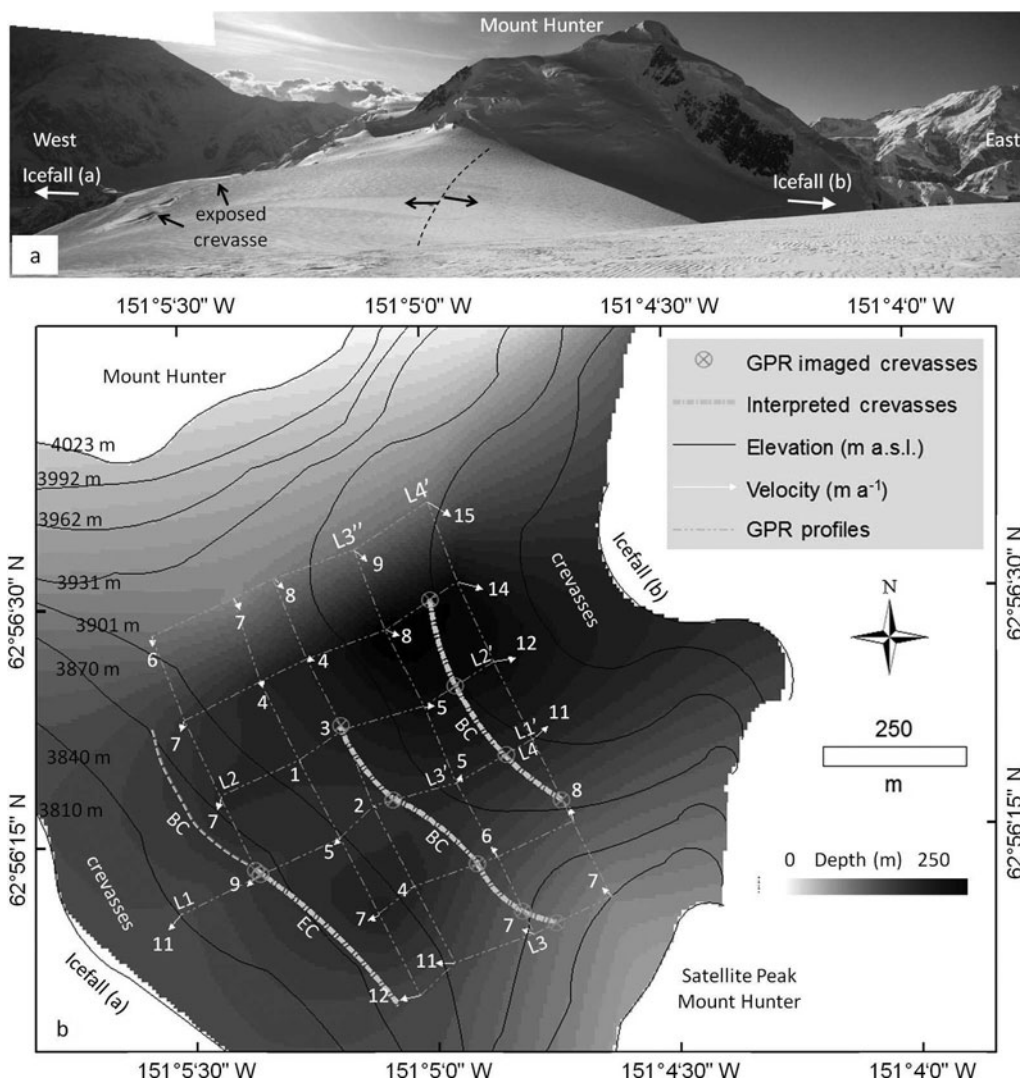 Mount Hunter
West
East
Icefall (a)
Icefall (b)
exposed
crevasse
a
151°5'30" W
151°5'0" W
151°4'30" W
151°4'0" W
Mount Hunter
GPR imaged crevasses
Interpreted crevasses
Elevation (m a.s.l.)
Velocity (m a-1)
GPR profiles
4023 m
3992 m
3962 m
3931 m
3901 m
3870 m
3840 m
3810 m
62°56'30" N
62°56'15" N
62°56'30" N
62°56'15" N
L4'
15
L3''
9
8
7
6
14
8
4
4
7
crevasses
Icefall (b)
N
L2'
12
5
BC
3
L1'
11
L4
1
5
L3'
L2
7
2
8
250
m
BC
5
BC
6
9
4
7
L1
11
EC
7
7
L3
11
12
crevasses
Icefall (a)
0 Depth (m) 250
Satellite Peak
Mount Hunter
b
151°5'30" W
151°5'0" W
151°4'30" W
151°4'0" W